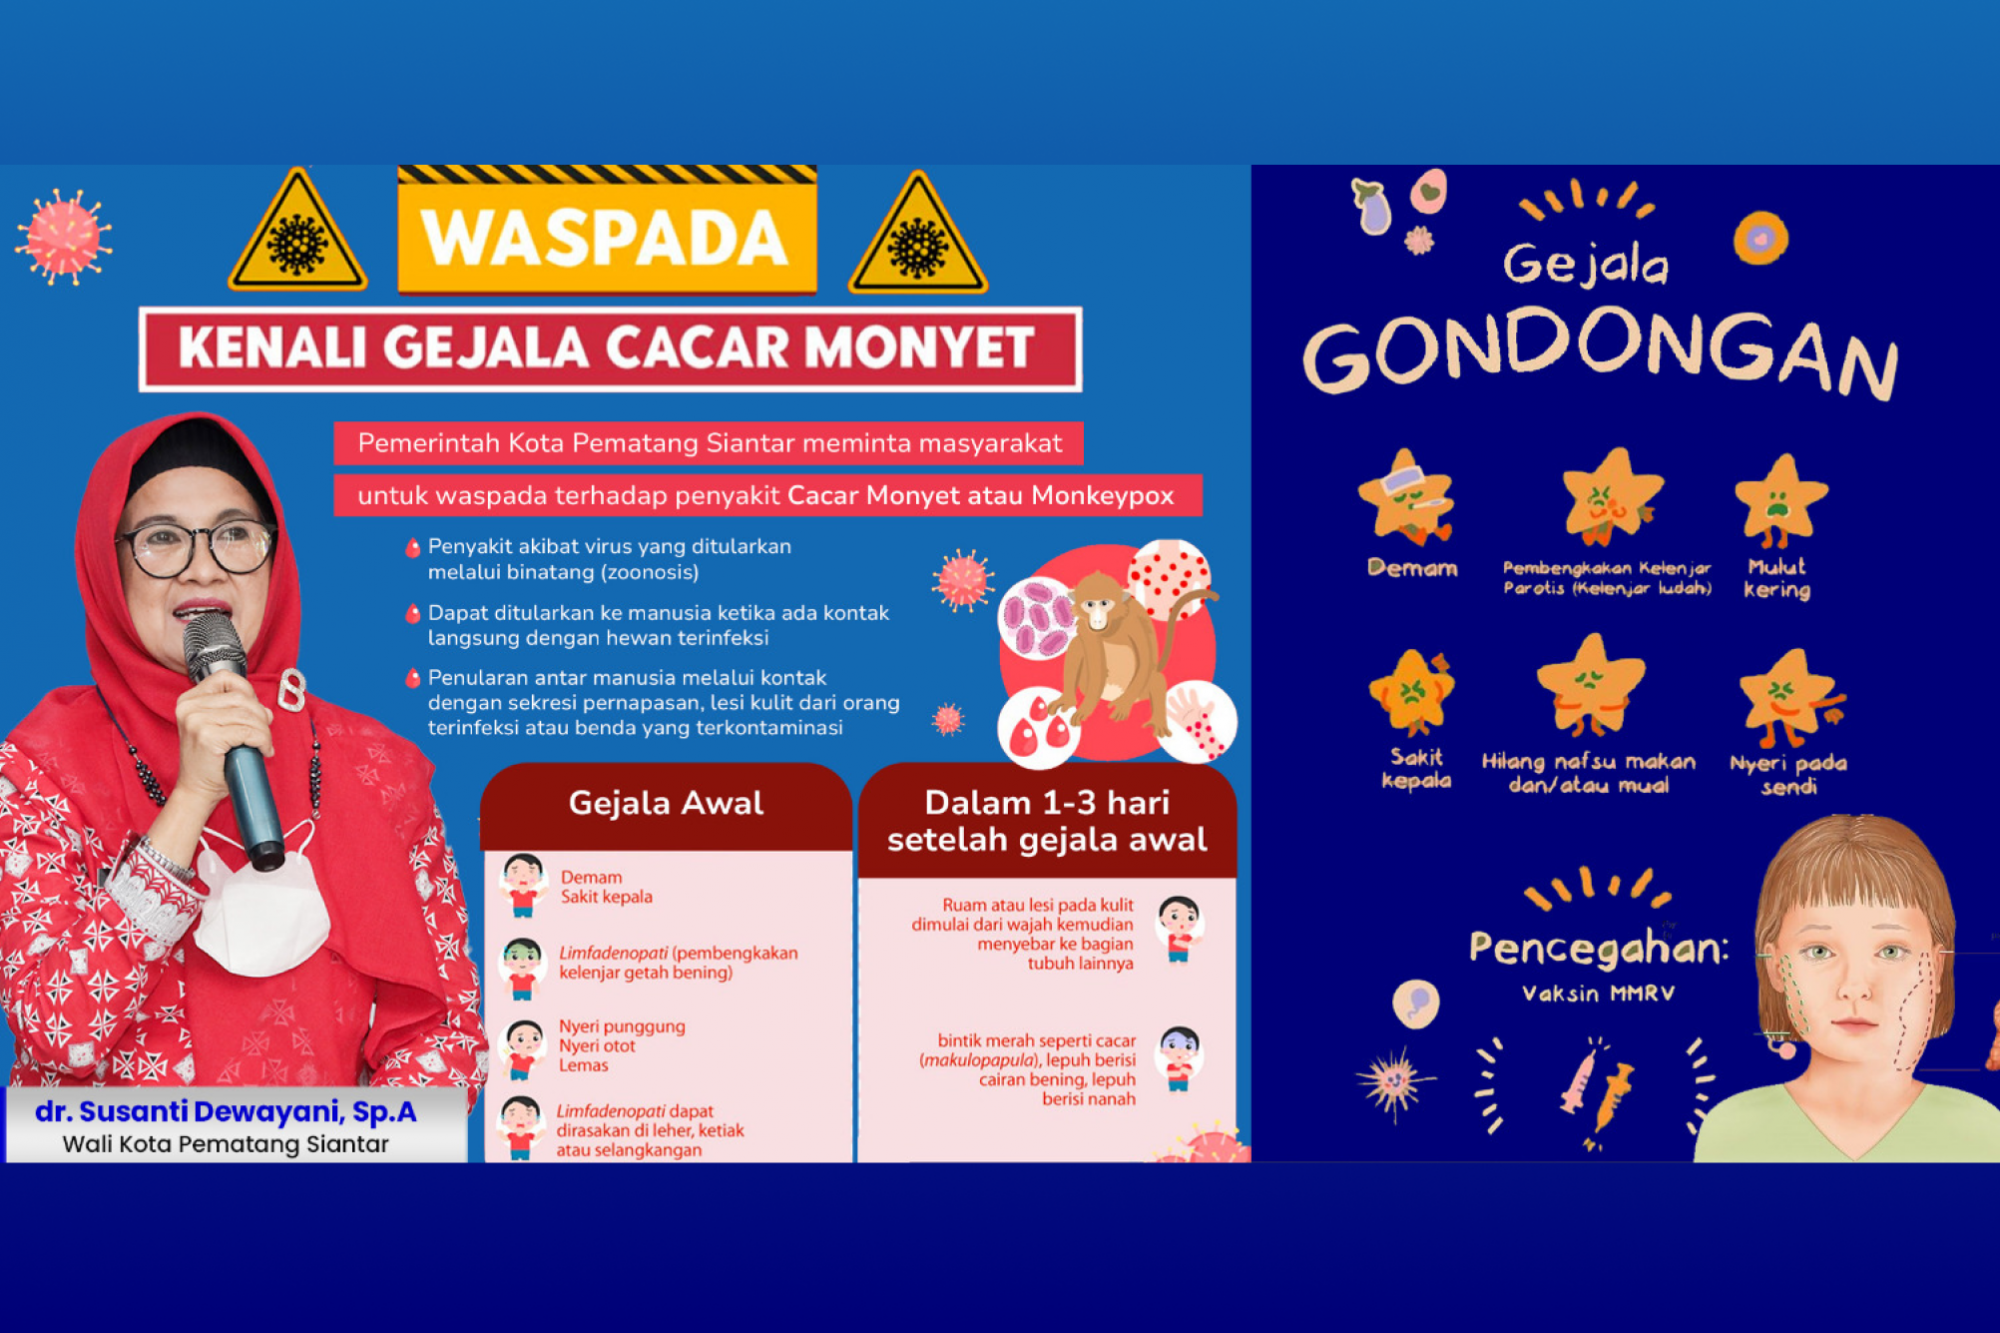 WASPADA
KENALI GEJALA CACAR MONYET
Pemerintah Kota Pematang Siantar meminta masyarakat
untuk waspada terhadap penyakit Cacar Monyet atau Monkeypox
Penyakit akibat virus yang ditularkan
melalui binatang (zoonosis)
Dapat ditularkan ke manusia ketika ada kontak
langsung dengan hewan terinfeksi
Penularan antar manusia melalui kontak
dengan sekresi pernapasan, lesi kulit dari orang
terinfeksi atau benda yang terkontaminasi
Gejala Awal
Demam
Sakit kepala
Limfadenopati (pembengkakan
kelenjar getah bening)
Nyeri punggung
Nyeri otot
Lemas
Limfadenopati dapat
dirasakan di leher, ketiak
atau selangkangan
Dalam 1-3 hari
setelah gejala awal
Ruam atau lesi pada kulit
dimulai dari wajah kemudian
menyebar ke bagian
tubuh lainnya
bintik merah seperti cacar
(makulopapula), lepuh berisi
cairan bening, lepuh
berisi nanah
dr. Susanti Dewayani, Sp.A
Wali Kota Pematang Siantar
Gejala
GONDONGAN
Demam
Pembengkakan Kelenjar
Parotis (Kelenjar ludah)
Mulut
kering
Sakit
kepala
Hilang nafsu makan
dan/atau mual
Nyeri pada
sendi
Pencegahan:
Vaksin MMRV